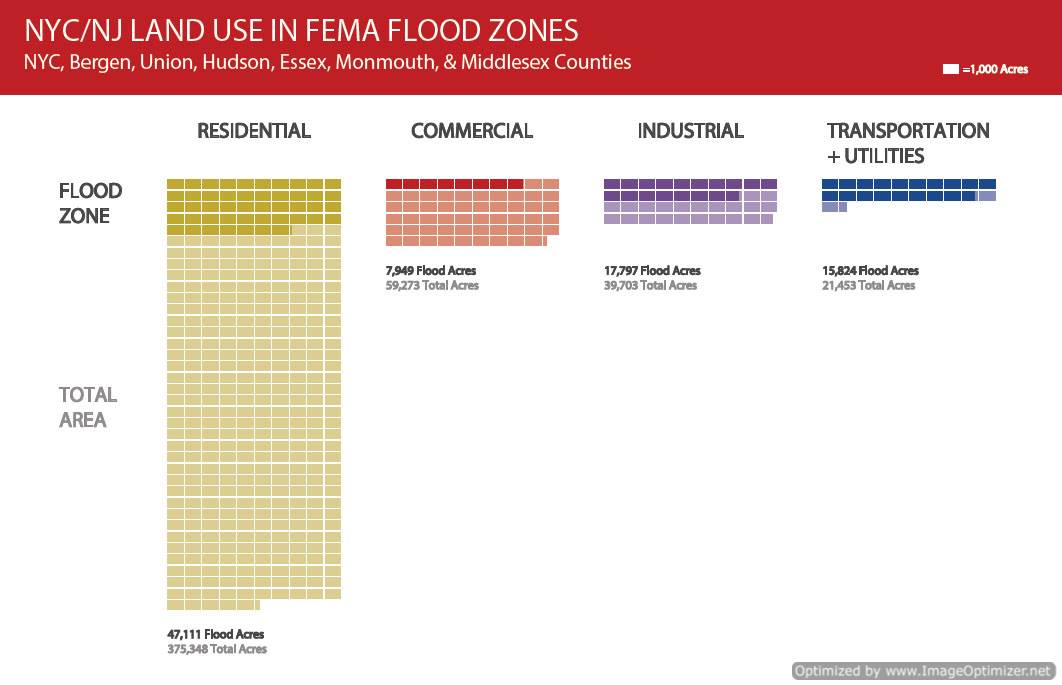 NYC/NJ LAND USE IN FEMA FLOOD ZONES
NYC, Bergen, Union, Hudson, Essex, Monmouth, & Middlesex Counties
=1,000 Acres
RESIDENTIAL
COMMERCIAL
INDUSTRIAL
TRANSPORTATION
+ UTILITIES
FLOOD
ZONE
7,949 Flood Acres
59,273 Total Acres
17,797 Flood Acres
39,703 Total Acres
15,824 Flood Acres
21,453 Total Acres
TOTAL
AREA
47,111 Flood Acres
375,348 Total Acres
Optimized by www.ImageOptimizer.net